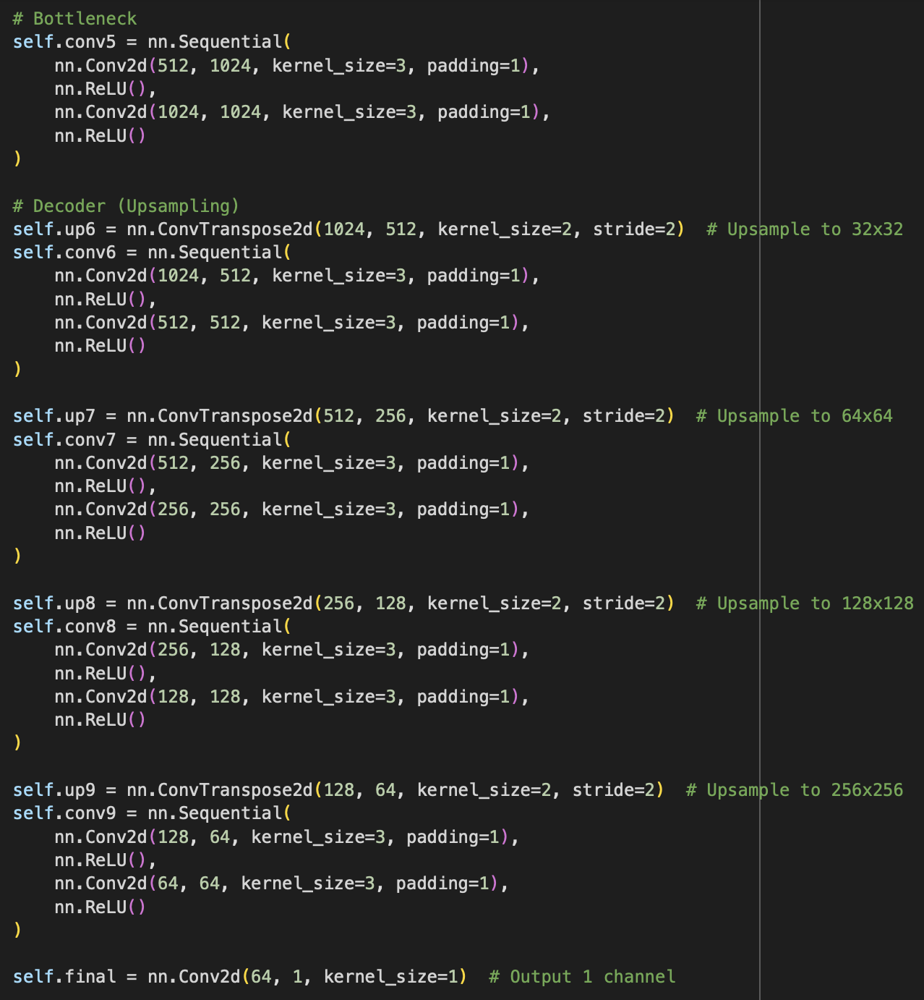 # Bottleneck
self.conv5 = nn.Sequential(
    nn.Conv2d(512, 1024, kernel_size=3, padding=1),
    nn.ReLU(),
    nn.Conv2d(1024, 1024, kernel_size=3, padding=1),
    nn.ReLU()
)

# Decoder (Upsampling)
self.up6 = nn.ConvTranspose2d(1024, 512, kernel_size=2, stride=2)  # Upsample to 32x32
self.conv6 = nn.Sequential(
    nn.Conv2d(1024, 512, kernel_size=3, padding=1),
    nn.ReLU(),
    nn.Conv2d(512, 512, kernel_size=3, padding=1),
    nn.ReLU()
)

self.up7 = nn.ConvTranspose2d(512, 256, kernel_size=2, stride=2)  # Upsample to 64x64
self.conv7 = nn.Sequential(
    nn.Conv2d(512, 256, kernel_size=3, padding=1),
    nn.ReLU(),
    nn.Conv2d(256, 256, kernel_size=3, padding=1),
    nn.ReLU()
)

self.up8 = nn.ConvTranspose2d(256, 128, kernel_size=2, stride=2)  # Upsample to 128x128
self.conv8 = nn.Sequential(
    nn.Conv2d(256, 128, kernel_size=3, padding=1),
    nn.ReLU(),
    nn.Conv2d(128, 128, kernel_size=3, padding=1),
    nn.ReLU()
)

self.up9 = nn.ConvTranspose2d(128, 64, kernel_size=2, stride=2)  # Upsample to 256x256
self.conv9 = nn.Sequential(
    nn.Conv2d(128, 64, kernel_size=3, padding=1),
    nn.ReLU(),
    nn.Conv2d(64, 64, kernel_size=3, padding=1),
    nn.ReLU()
)

self.final = nn.Conv2d(64, 1, kernel_size=1)  # Output 1 channel